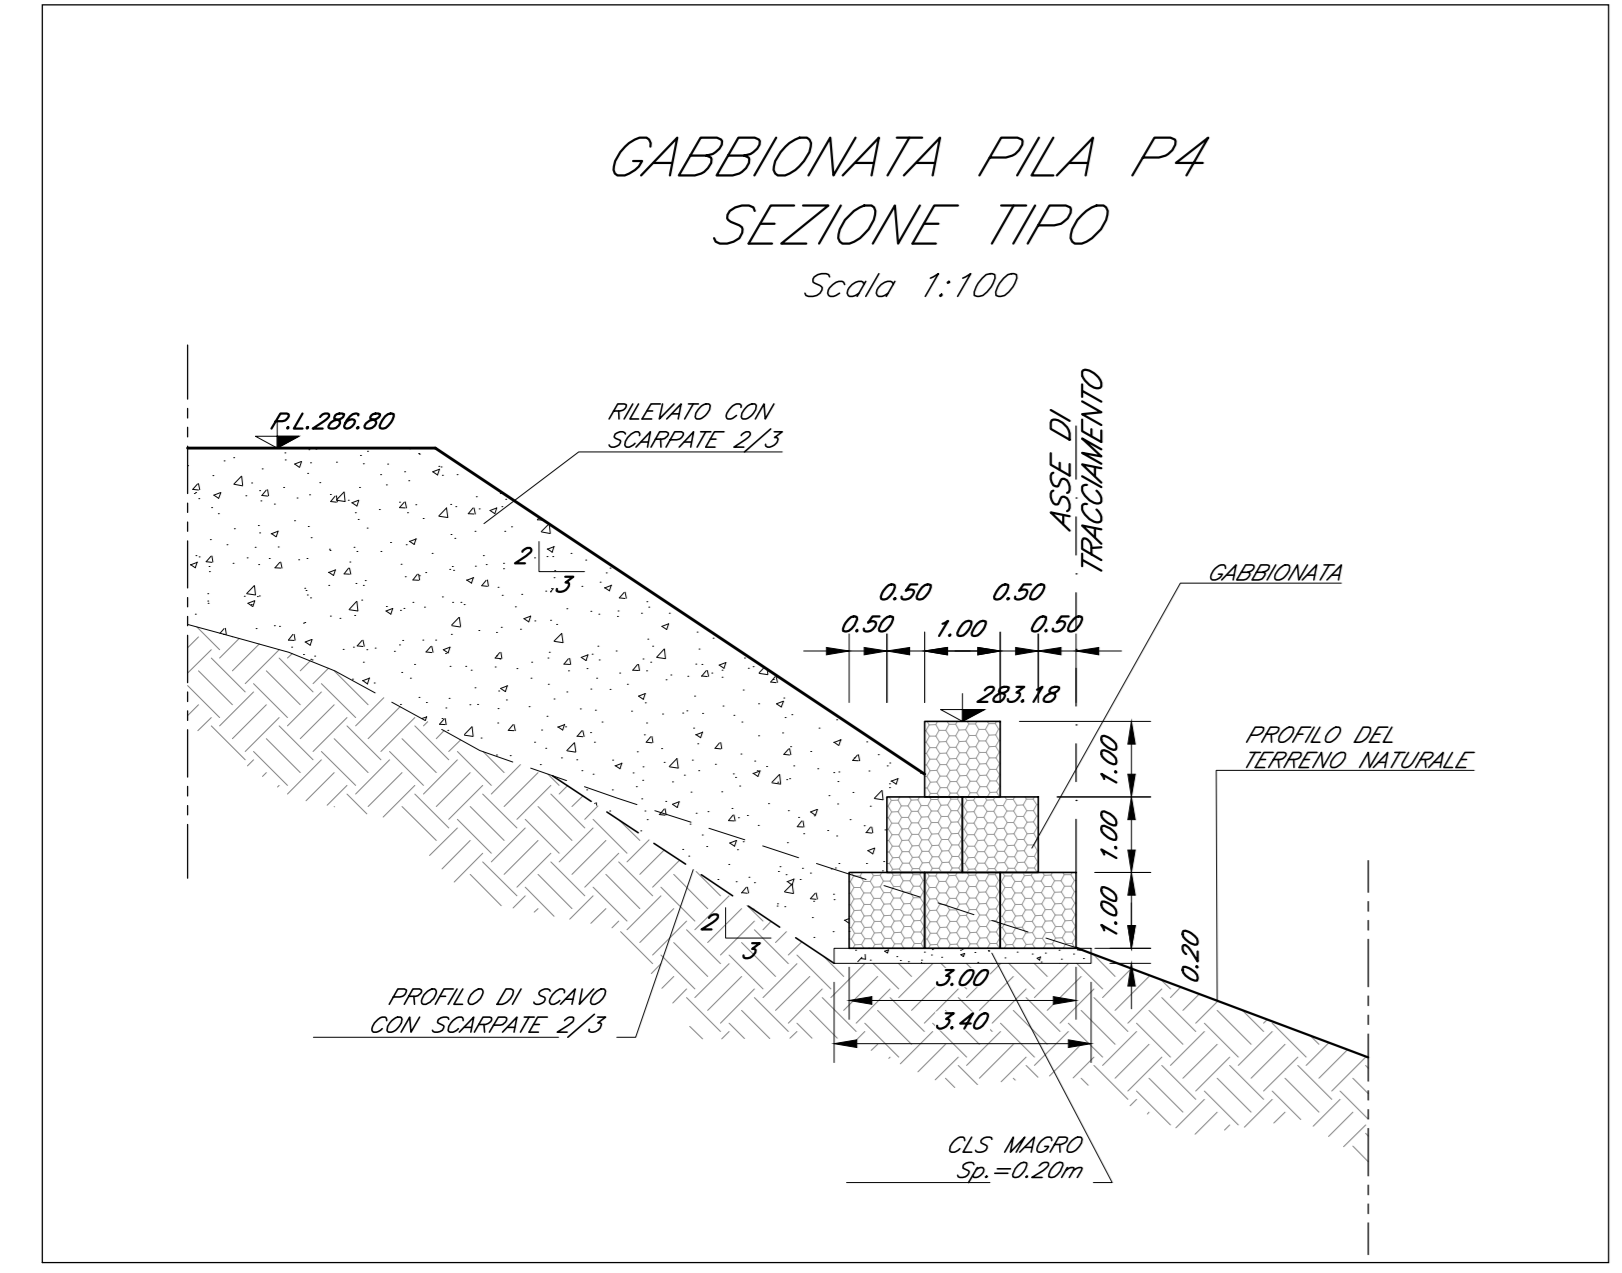 GABBIONATA PILA P4
SEZIONE TIPO
Scala 1:100
P.L.286.80
RILEVATO CON
SCARPATE 2/3
ASSE DI
TRACCIAMENTO
2
3
GABBIONATA
0.50
0.50
0.50
1.00
0.50
283.18
PROFILO DEL
TERRENO NATURALE
1.00
1.00
1.00
0.20
2
3
3.00
3.40
PROFILO DI SCAVO
CON SCARPATE 2/3
CLS MAGRO
Sp.=0.20m